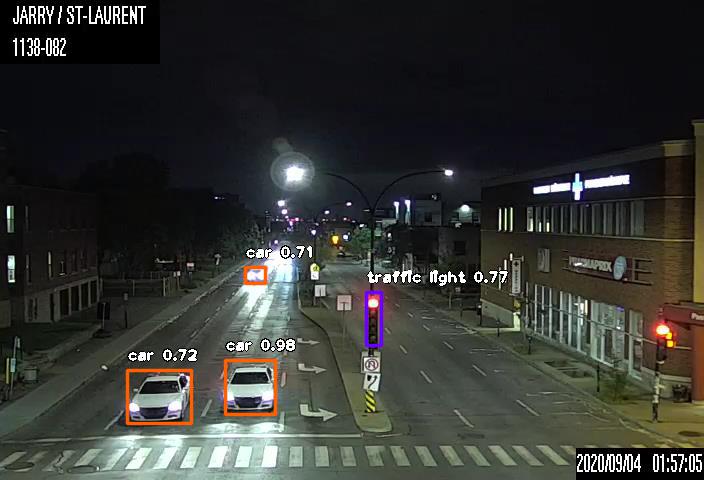 JARRY / ST-LAURENT
1138-082
car 0.71
traffic light 0.77
car 0.98
car 0.72
2020/09/04 01:57:05